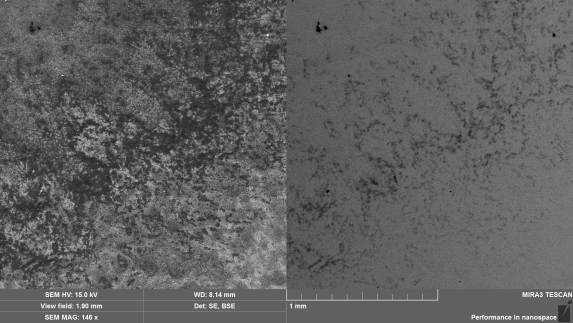 SEM HV: 15.0 kV
WD: 8.14 mm
MIRA3 TESCAN
View field: 1.90 mm
Det: SE, BSE
1 mm
SEM MAG: 146 x
Performance in nanospace